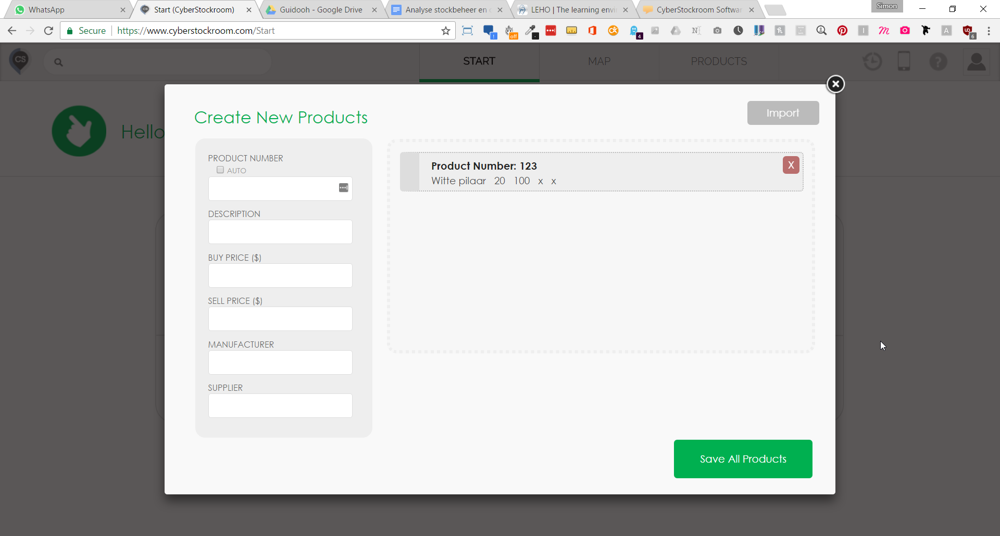 WhatsApp
Start (CyberStockroom)
Guidooh - Google Drive
Analyse stockbeheer en
LEHO | The learning envi
CyberStockroom Softwar
Simon
Secure
https://www.cyberstockroom.com/Start
CS
START
MAP
PRODUCTS
Hello
Create New Products
Import
PRODUCT NUMBER
AUTO
DESCRIPTION
BUY PRICE ($)
SELL PRICE ($)
MANUFACTURER
SUPPLIER
Product Number: 123
X
Witte pilaar 20 100 x x
Save All Products